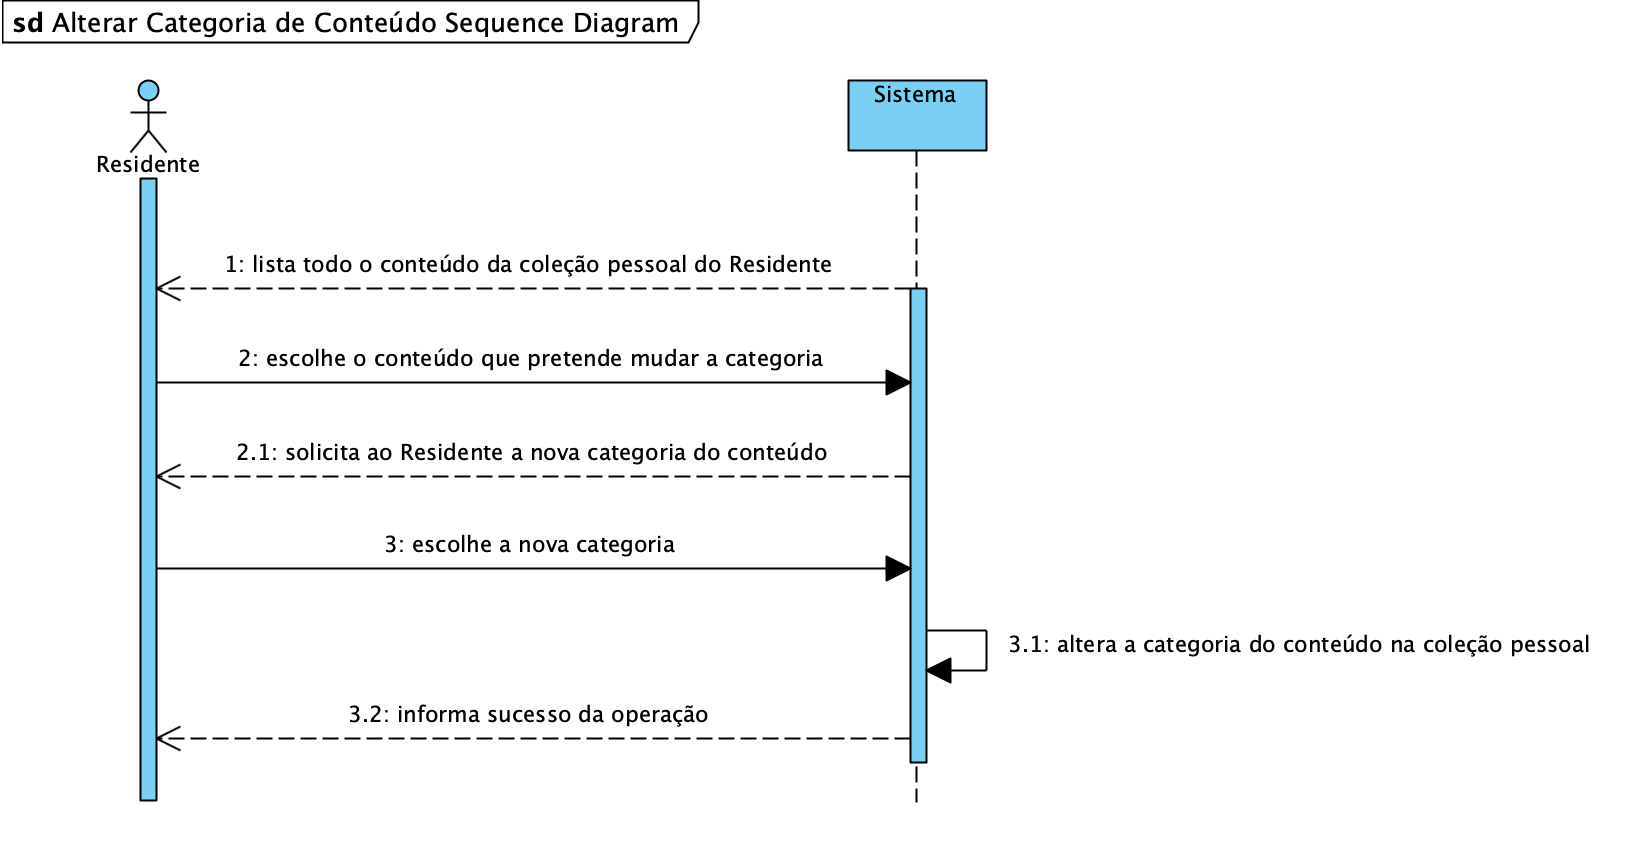 sd Alterar Categoria de Conteúdo Sequence Diagram
Sistema
Residente
1: lista todo o conteúdo da coleção pessoal do Residente
2: escolhe o conteúdo que pretende mudar a categoria
2.1: solicita ao Residente a nova categoria do conteúdo
3: escolhe a nova categoria
3.1: altera a categoria do conteúdo na coleção pessoal
3.2: informa sucesso da operação